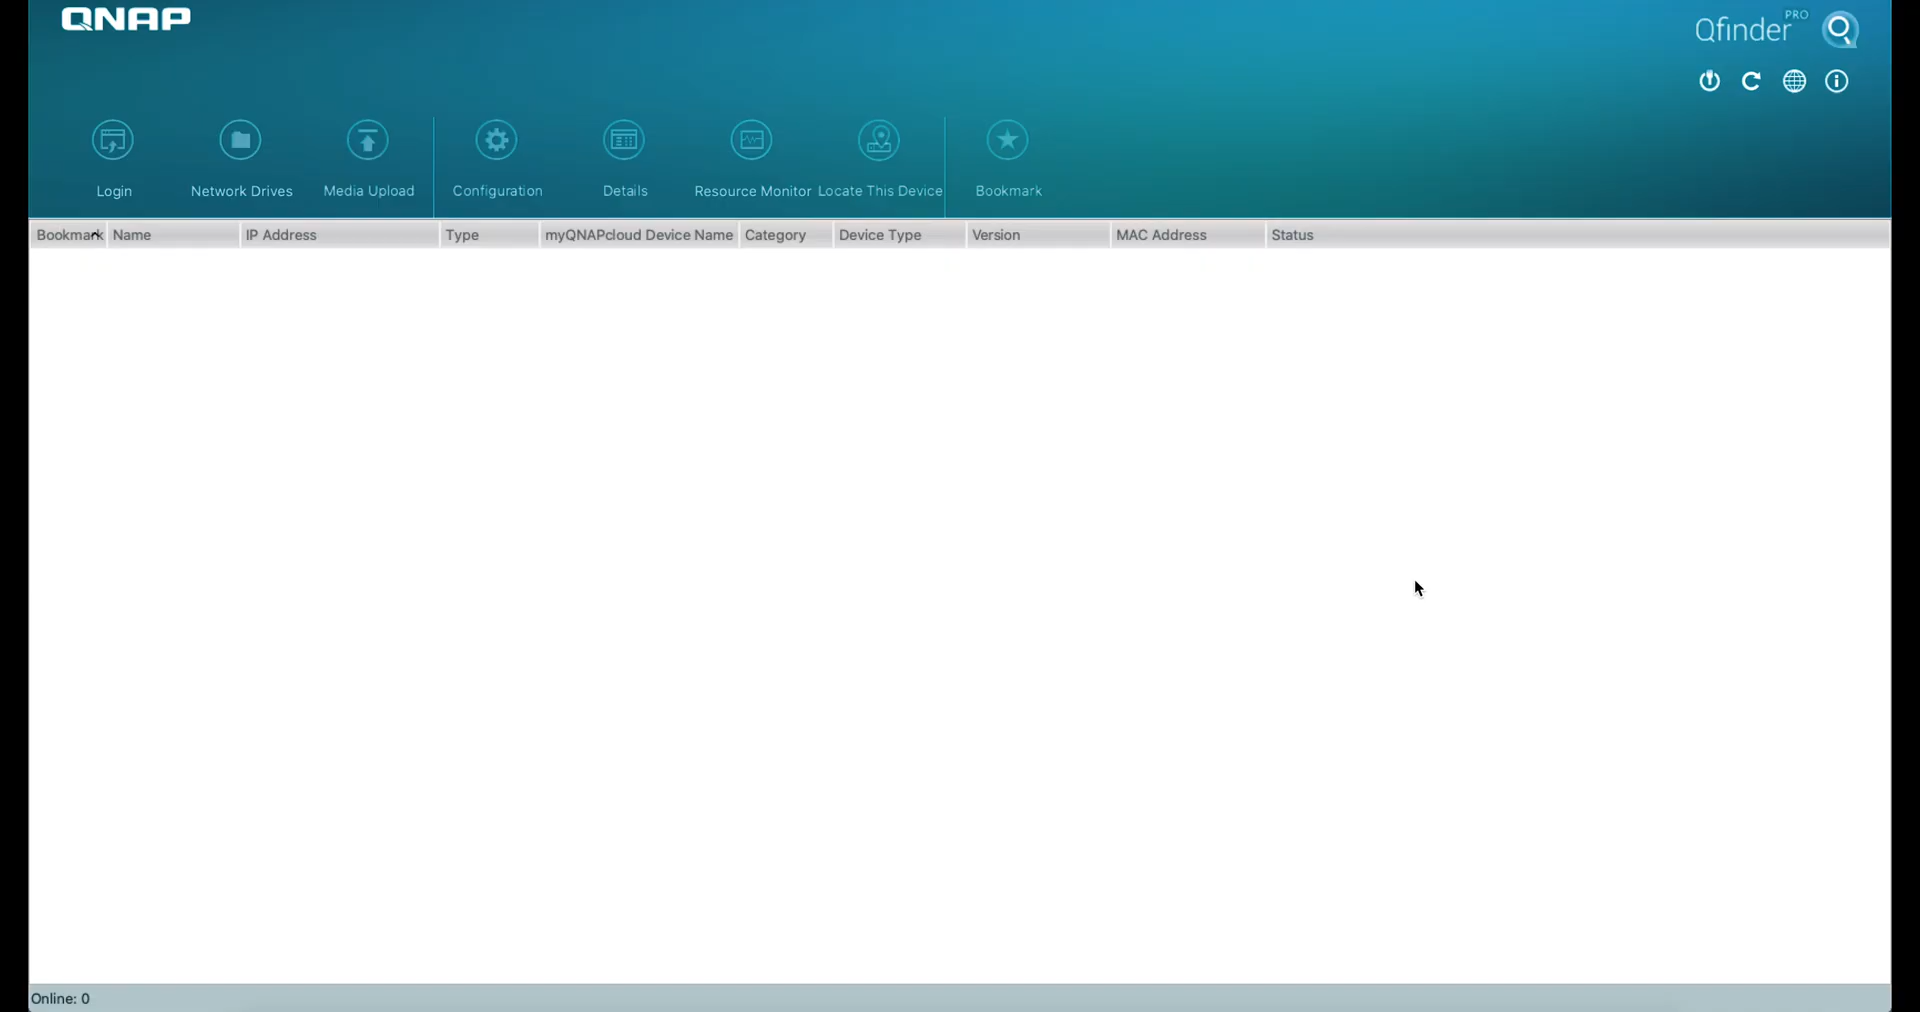 QNAP
Qfinder PRO
Login
Network Drives
Media Upload
Configuration
Details
Resource Monitor
Locate This Device
Bookmark
Bookmark Name IP Address Type myQNAPcloud Device Name Category Device Type Version MAC Address Status
Online: 0